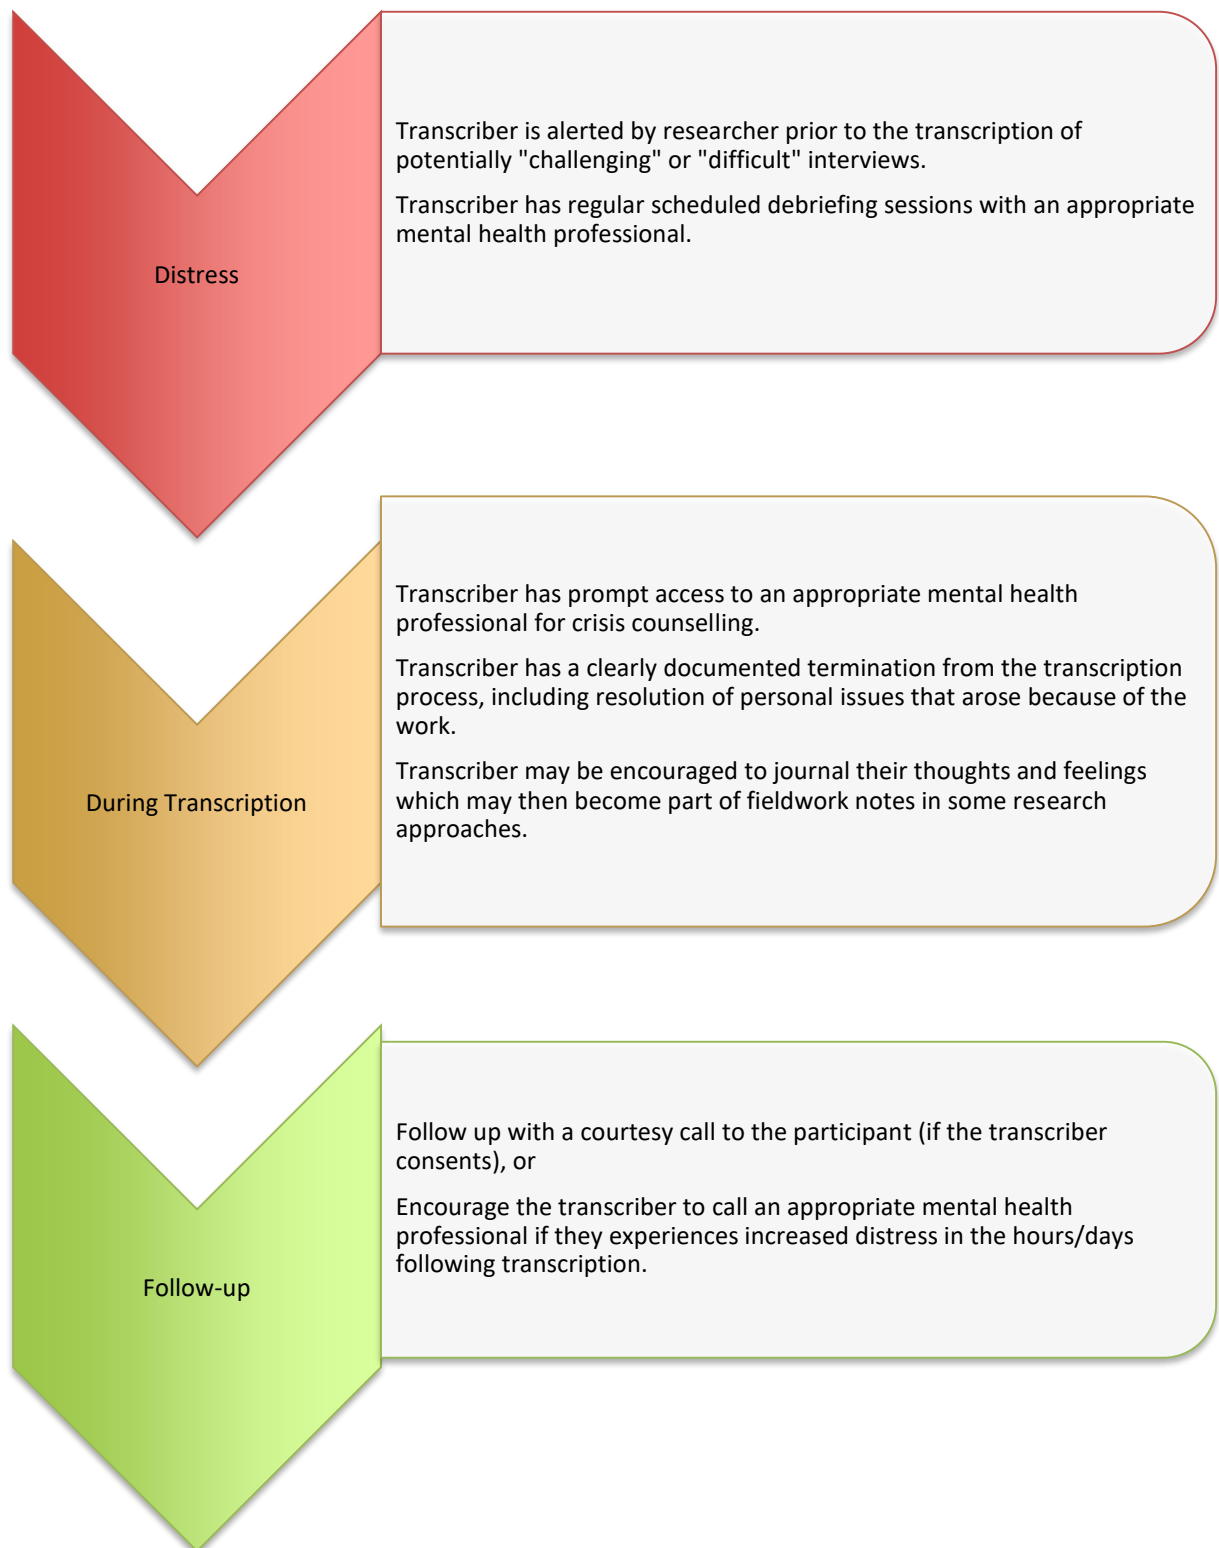 Distress
Transcriber is alerted by researcher prior to the transcription of
potentially "challenging" or "difficult" interviews.
Transcriber has regular scheduled debriefing sessions with an appropriate
mental health professional.
During Transcription
Transcriber has prompt access to an appropriate mental health
professional for crisis counselling.
Transcriber has a clearly documented termination from the transcription
process, including resolution of personal issues that arose because of the
work.
Transcriber may be encouraged to journal their thoughts and feelings
which may then become part of fieldwork notes in some research
approaches.
Follow-up
Follow up with a courtesy call to the participant (if the transcriber
consents), or
Encourage the transcriber to call an appropriate mental health
professional if they experiences increased distress in the hours/days
following transcription.